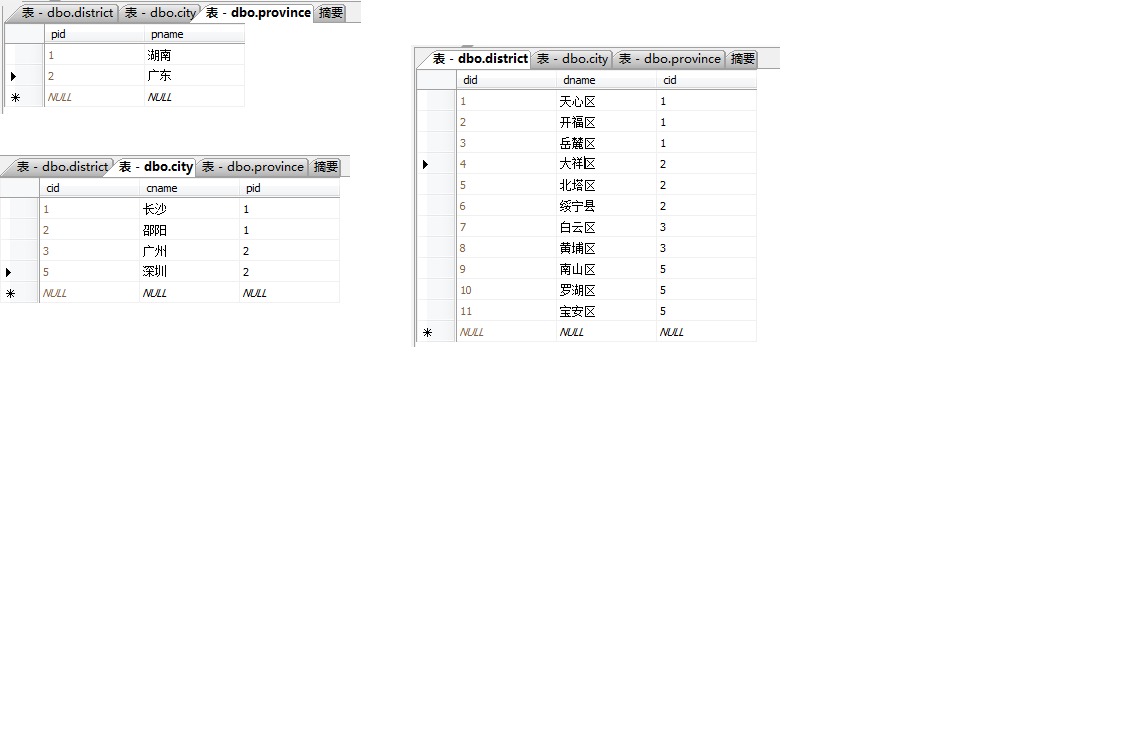 表 - dbo.district 表 - dbo.city 表 - dbo.province 摘要
pid pname
1 湖南
2 广东
NULL NULL
表 - dbo.district 表 - dbo.city 表 - dbo.province 摘要
cid cname pid
1 长沙 1
2 邵阳 1
3 广州 2
5 深圳 2
NULL NULL NULL
表 - dbo.district 表 - dbo.city 表 - dbo.province 摘要
did dname cid
1 天心区 1
2 开福区 1
3 岳麓区 1
4 大祥区 2
5 北塔区 2
6 绥宁县 2
7 白云区 3
8 黄埔区 3
9 南山区 5
10 罗湖区 5
11 宝安区 5
NULL NULL NULL